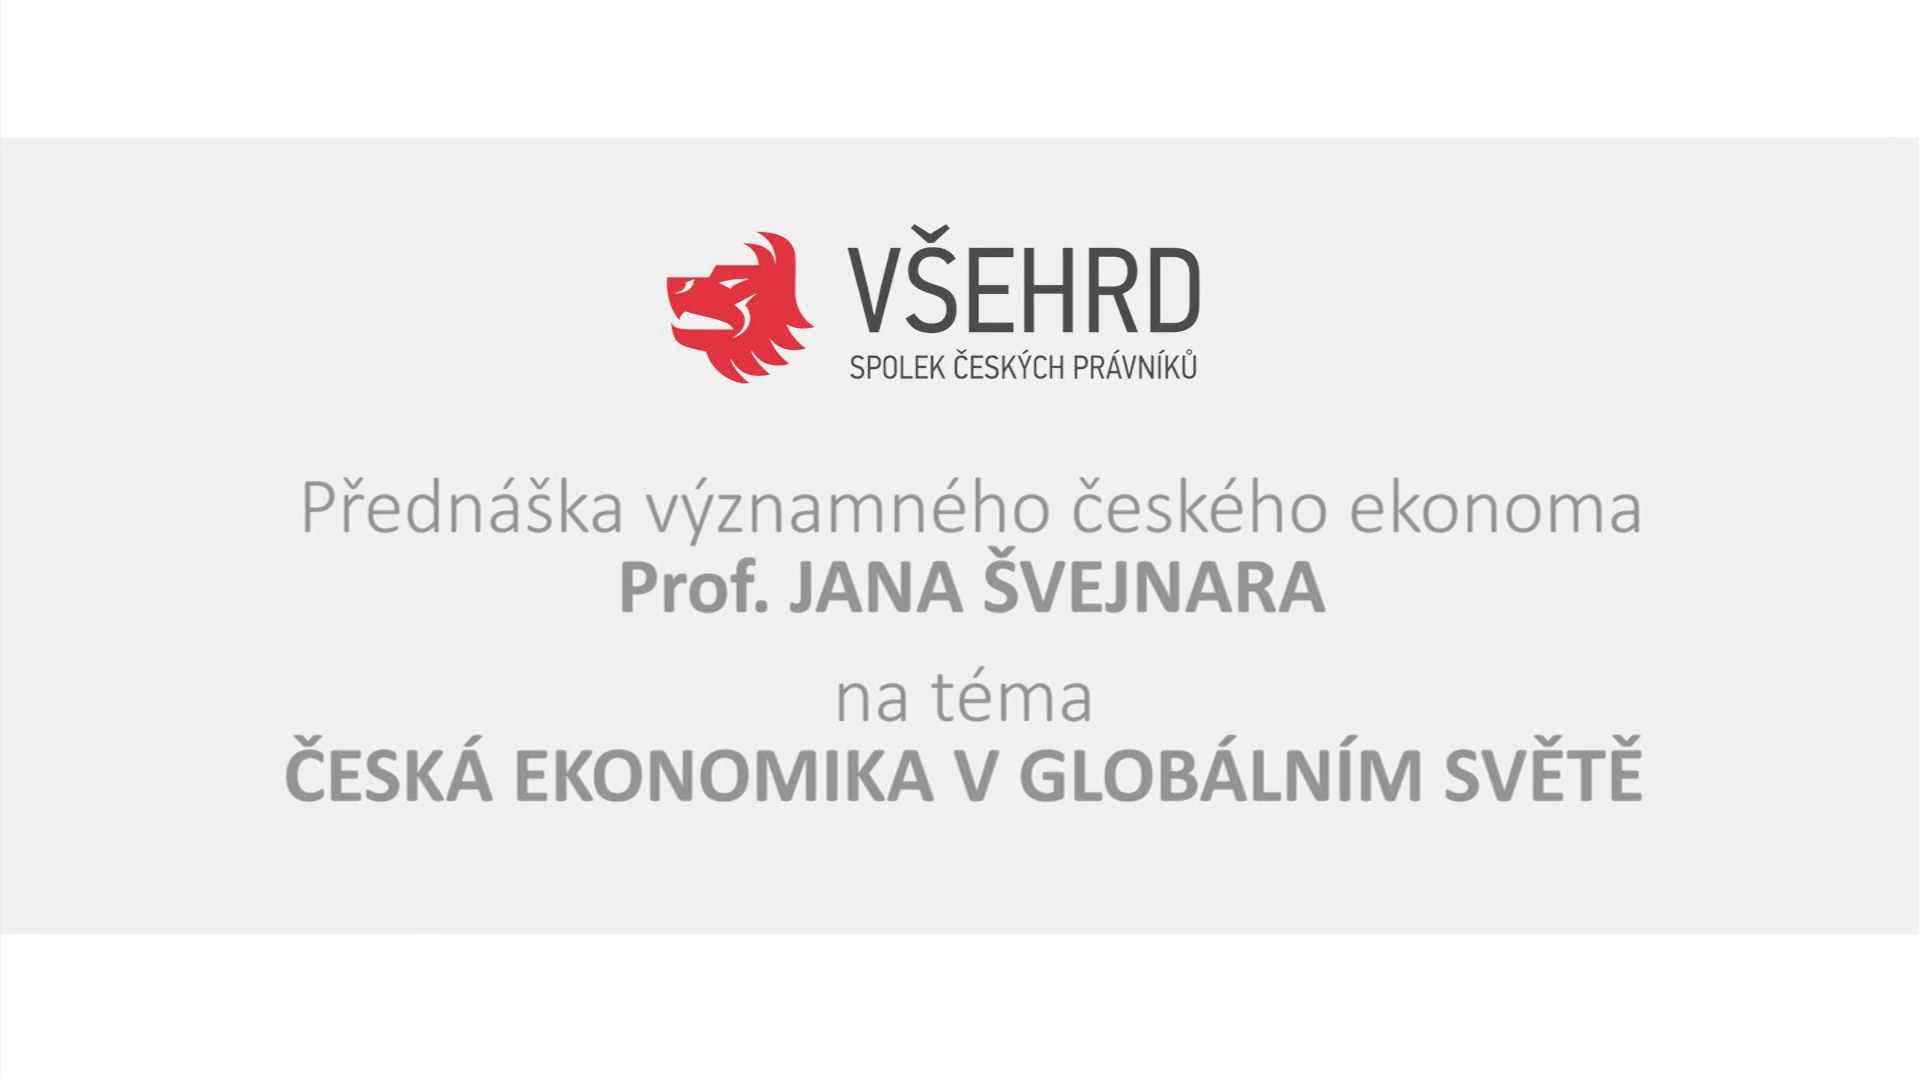 VŠEHRD
SPOLEK ČESKÝCH PRÁVNÍKŮ
Přednáška významného českého ekonoma
Prof. JANA ŠVEJNARA
na téma
ČESKÁ EKONOMIKA V GLOBÁLNÍM SVĚTĚ